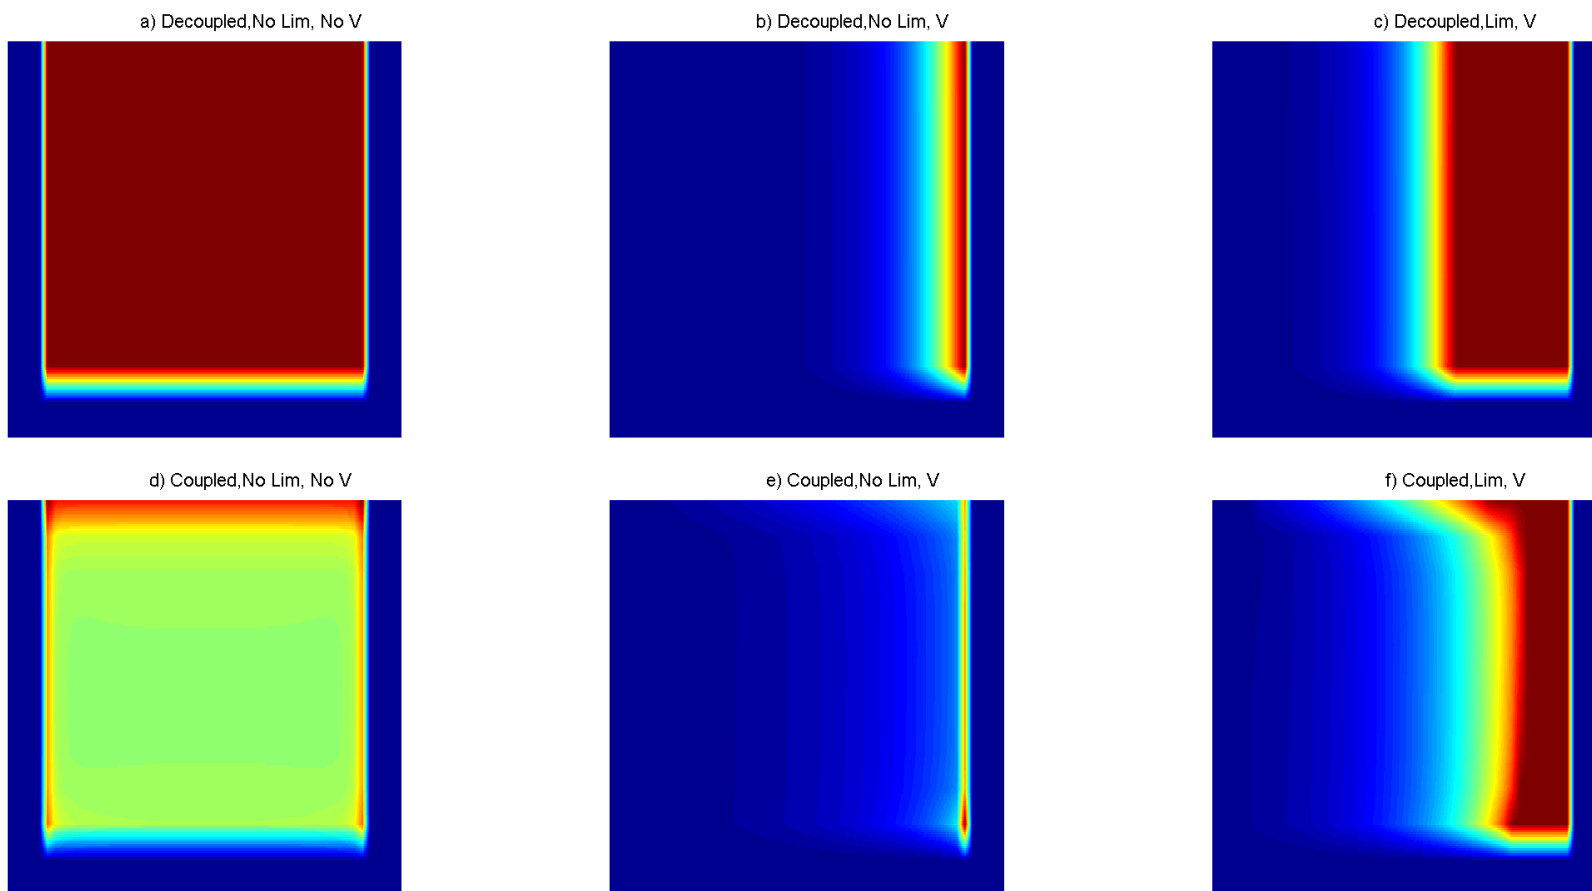 a) Decoupled,No Lim, No V
b) Decoupled,No Lim, V
c) Decoupled,Lim, V
d) Coupled,No Lim, No V
e) Coupled,No Lim, V
f) Coupled,Lim, V